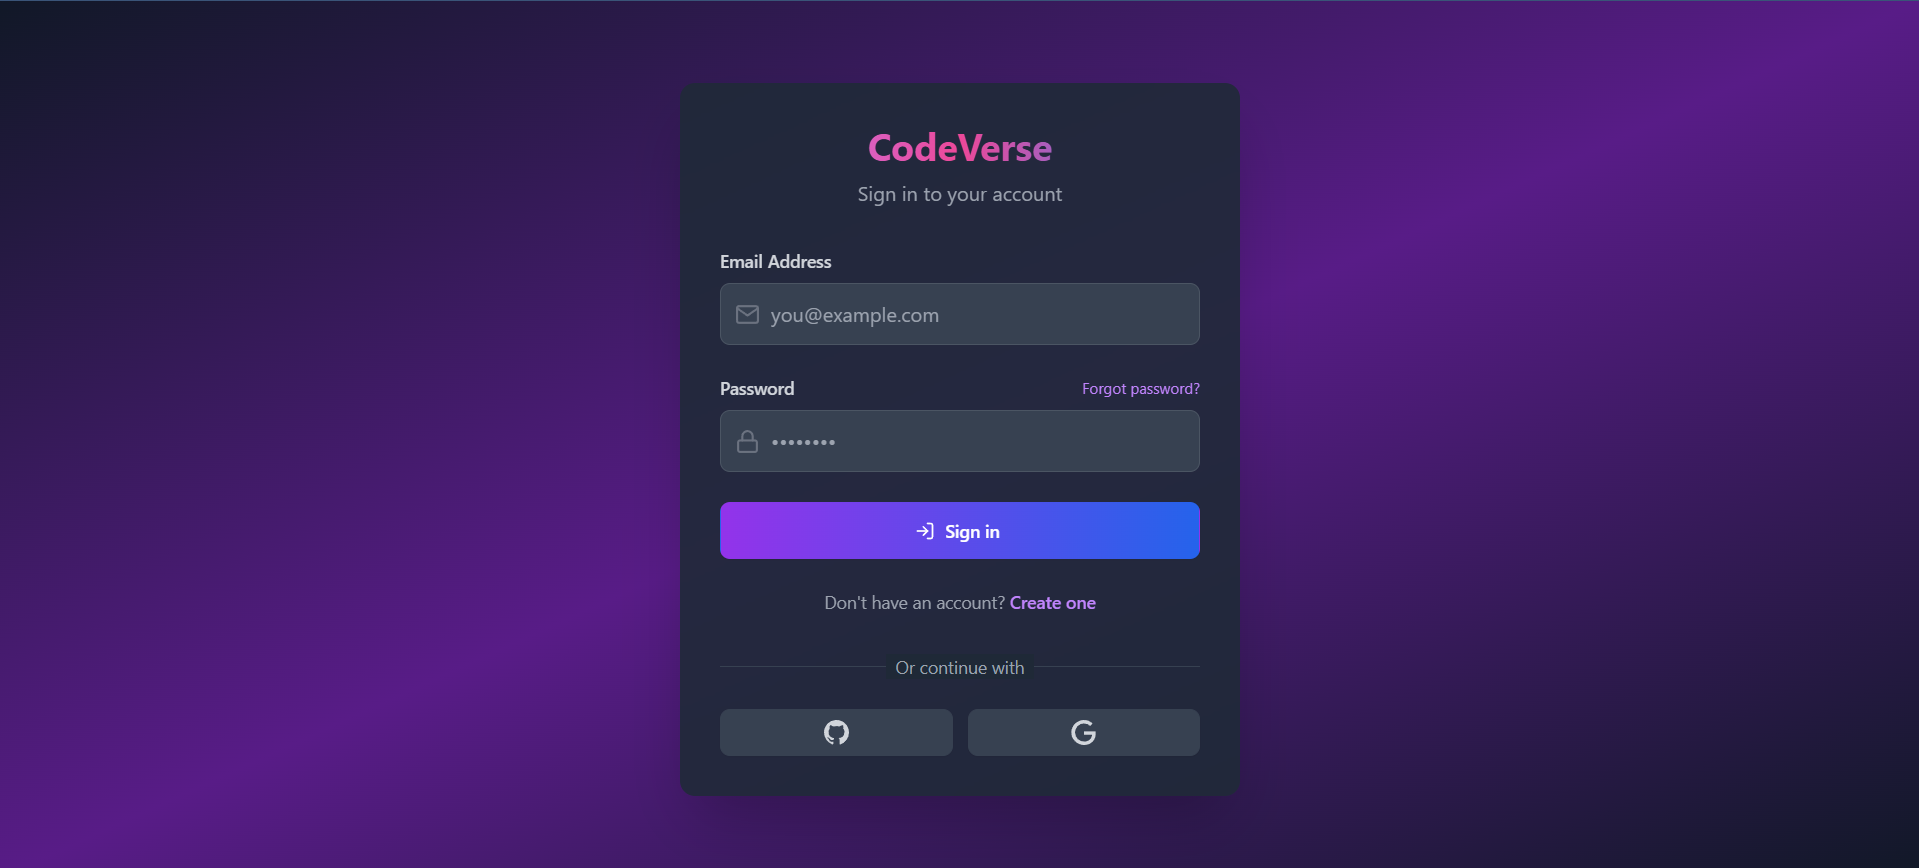 CodeVerse
Sign in to your account
Email Address
you@example.com
Password Forgot password?
••••••••
Sign in
Don't have an account? Create one
Or continue with